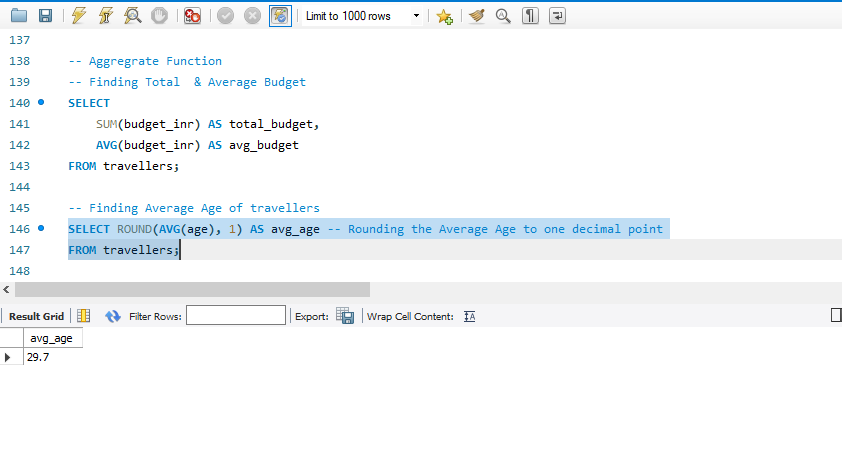 Limit to 1000 rows
137
138 -- Aggregrate Function
139 -- Finding Total  & Average Budget
140 SELECT
141     SUM(budget_inr) AS total_budget,
142     AVG(budget_inr) AS avg_budget
143 FROM travellers;
144
145 -- Finding Average Age of travellers
146 SELECT ROUND(AVG(age), 1) AS avg_age -- Rounding the Average Age to one decimal point
147 FROM travellers;
148
Result Grid Filter Rows: Export: Wrap Cell Content: IA
avg_age
29.7